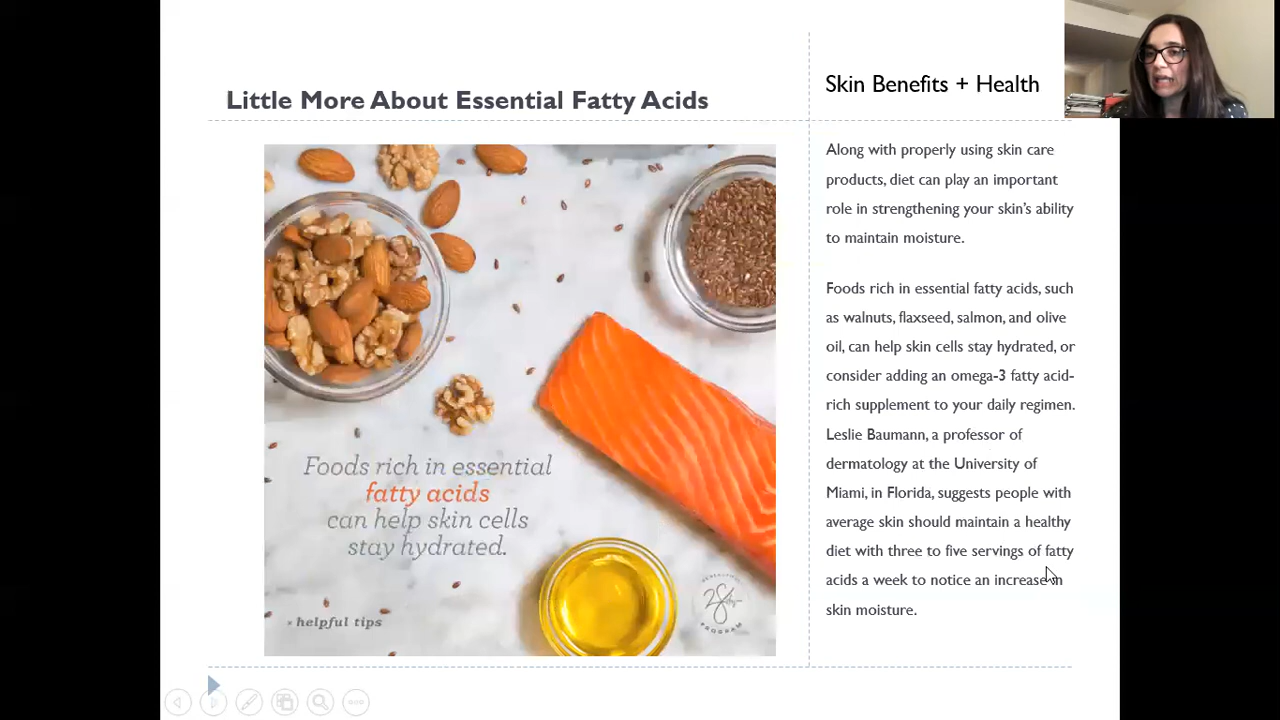 Little More About Essential Fatty Acids
Skin Benefits + Health
Foods rich in essential
fatty acids
can help skin cells
stay hydrated.
helpful tips
PROGRAM
Along with properly using skin care
products, diet can play an important
role in strengthening your skin's ability
to maintain moisture.
Foods rich in essential fatty acids, such
as walnuts, flaxseed, salmon, and olive
oil, can help skin cells stay hydrated, or
consider adding an omega-3 fatty acid-
rich supplement to your daily regimen.
Leslie Baumann, a professor of
dermatology at the University of
Miami, in Florida, suggests people with
average skin should maintain a healthy
diet with three to five servings of fatty
acids a week to notice an increase in
skin moisture.